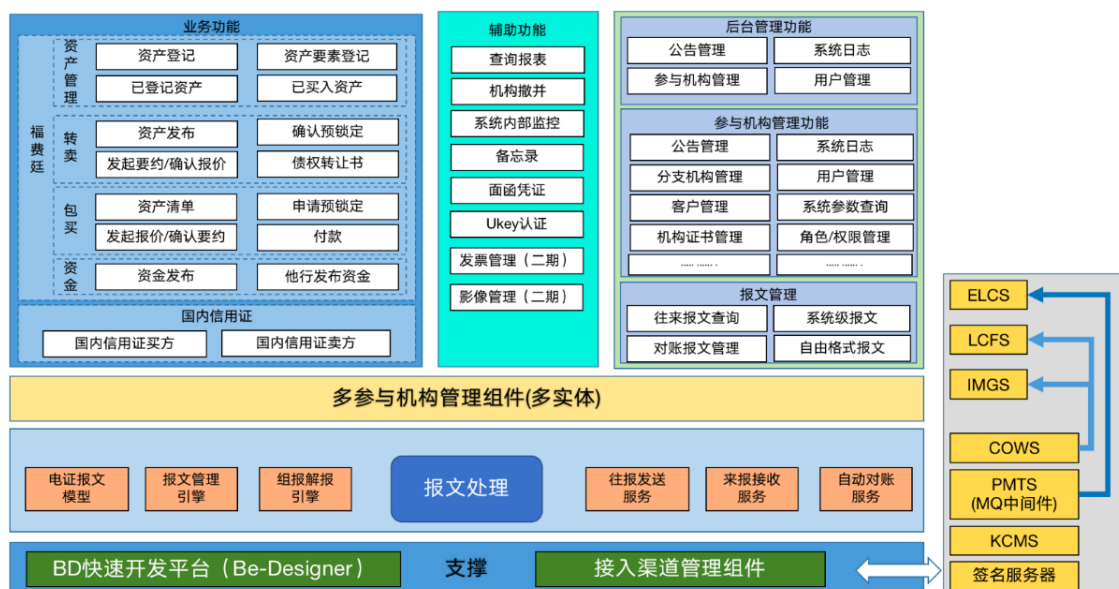 业务功能
福费廷
资产管理
资产登记
资产要素登记
已登记资产
已买入资产
转卖
资产发布
确认预锁定
发起要约/确认报价
债权转让书
包买
资产清单
申请预锁定
发起报价/确认要约
付款
资金
资金发布
他行发布资金
国内信用证
国内信用证买方
国内信用证卖方
辅助功能
查询报表
机构撤并
系统内部监控
备忘录
面函凭证
Ukey认证
发票管理（二期）
影像管理（二期）
后台管理功能
公告管理
系统日志
参与机构管理
用户管理
参与机构管理功能
公告管理
系统日志
分支机构管理
用户管理
客户管理
系统参数查询
机构证书管理
角色/权限管理
..... ...... .
..... ...... .
报文管理
往来报文查询
系统级报文
对账报文管理
自由格式报文
多参与机构管理组件(多实体)
电证报文
模型
报文管理
引擎
组报解报
引擎
报文处理
往报发送
服务
来报接收
服务
自动对账
服务
BD快速开发平台（Be-Designer）
支撑
接入渠道管理组件
ELCS
LCFS
IMGS
COWS
PMTS
(MQ中间件)
KCMS
签名服务器